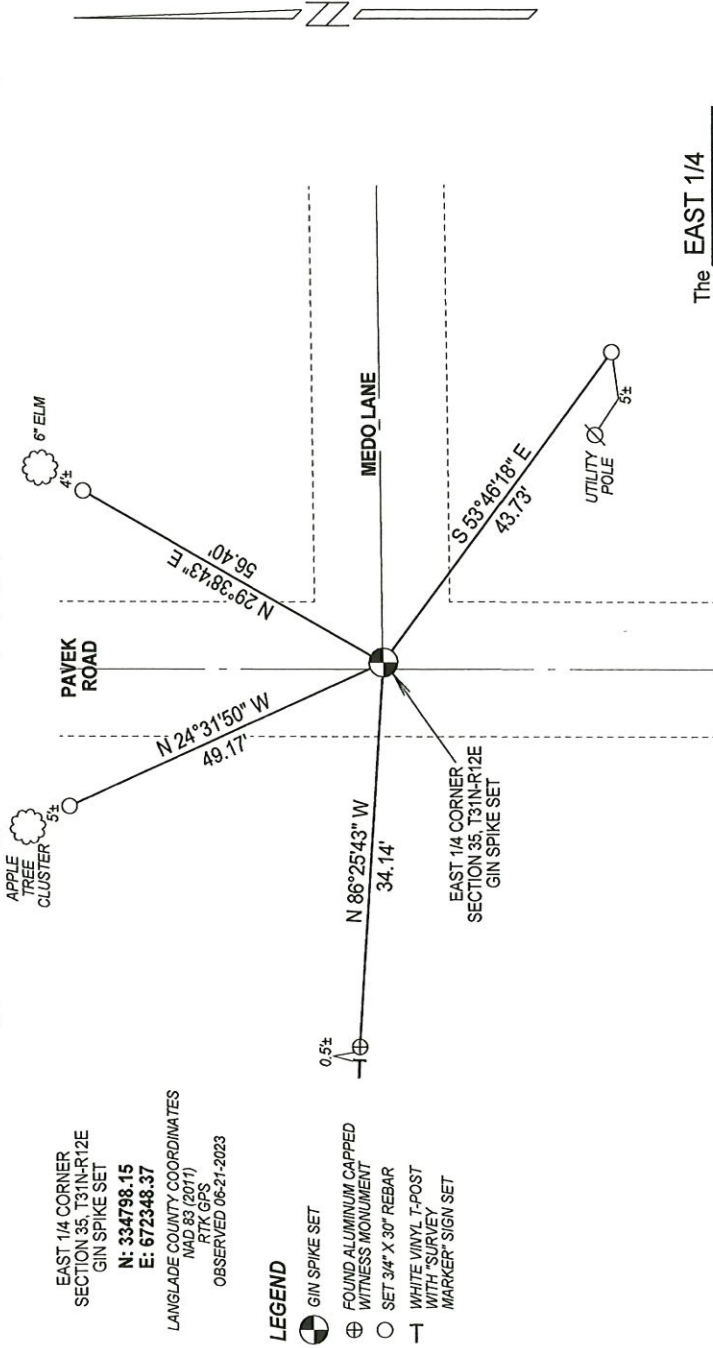 EAST 1/4 CORNER
SECTION 35, T31N-R12E
GIN SPIKE SET
N: 334798.15
E: 672348.37
LANGLADE COUNTY COORDINATES
NAD 83 (2011)
RTK GPS
OBSERVED 06-21-2023
LEGEND
GIN SPIKE SET
FOUND ALUMINUM CAPPED
WITNESS MONUMENT
SET 3/4" X 30" REBAR
WHITE VINYL T-POST
WITH "SURVEY
MARKER" SIGN SET
APPLE
TREE
CLUSTER
5'±
PAVEK
ROAD
6" ELM
4'±
N 24°31'50" W
49.17'
N 29°38'43" E
56.40'
MEDO LANE
N 86°25'43" W
34.14'
0.5'±
EAST 1/4 CORNER
SECTION 35, T31N-R12E
GIN SPIKE SET
S 53°46'18" E
43.73'
UTILITY
POLE
5'±
N
The EAST 1/4